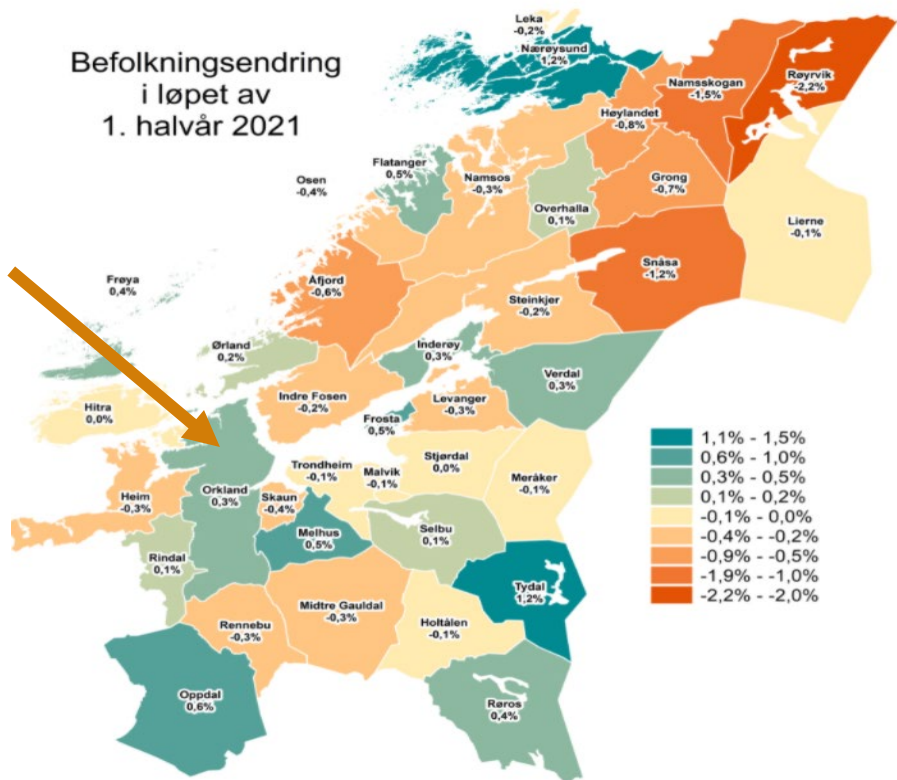 Befolkningsendring
i løpet av
1. halvår 2021
Leka
-0,2%
Nærøysund
1,2%
Namsskogan
-1,5%
Røyrvik
-2,2%
Høylandet
-0,8%
Flatanger
0,5%
Osen
-0,4%
Namsos
-0,3%
Grong
-0,7%
Overhalla
0,1%
Lierne
-0,1%
Snåsa
-1,2%
Frøya
0,4%
Åfjord
-0,6%
Steinkjer
-0,2%
Ørland
0,2%
Inderøy
0,3%
Verdal
0,3%
Indre Fosen
-0,2%
Levanger
-0,3%
Hitra
0,0%
Frosta
0,5%
Stjørdal
0,0%
Trondheim
-0,1%
Malvik
-0,1%
Meråker
-0,1%
Orkland
0,3%
Heim
-0,3%
Skaun
-0,4%
Melhus
0,5%
Selbu
0,1%
Rindal
0,1%
Tydal
1,2%
Midtre Gauldal
-0,3%
Holtålen
-0,1%
Rennebu
-0,3%
Oppdal
0,6%
Røros
0,4%
1,1% - 1,5%
0,6% - 1,0%
0,3% - 0,5%
0,1% - 0,2%
-0,1% - 0,0%
-0,4% - -0,2%
-0,9% - -0,5%
-1,9% - -1,0%
-2,2% - -2,0%